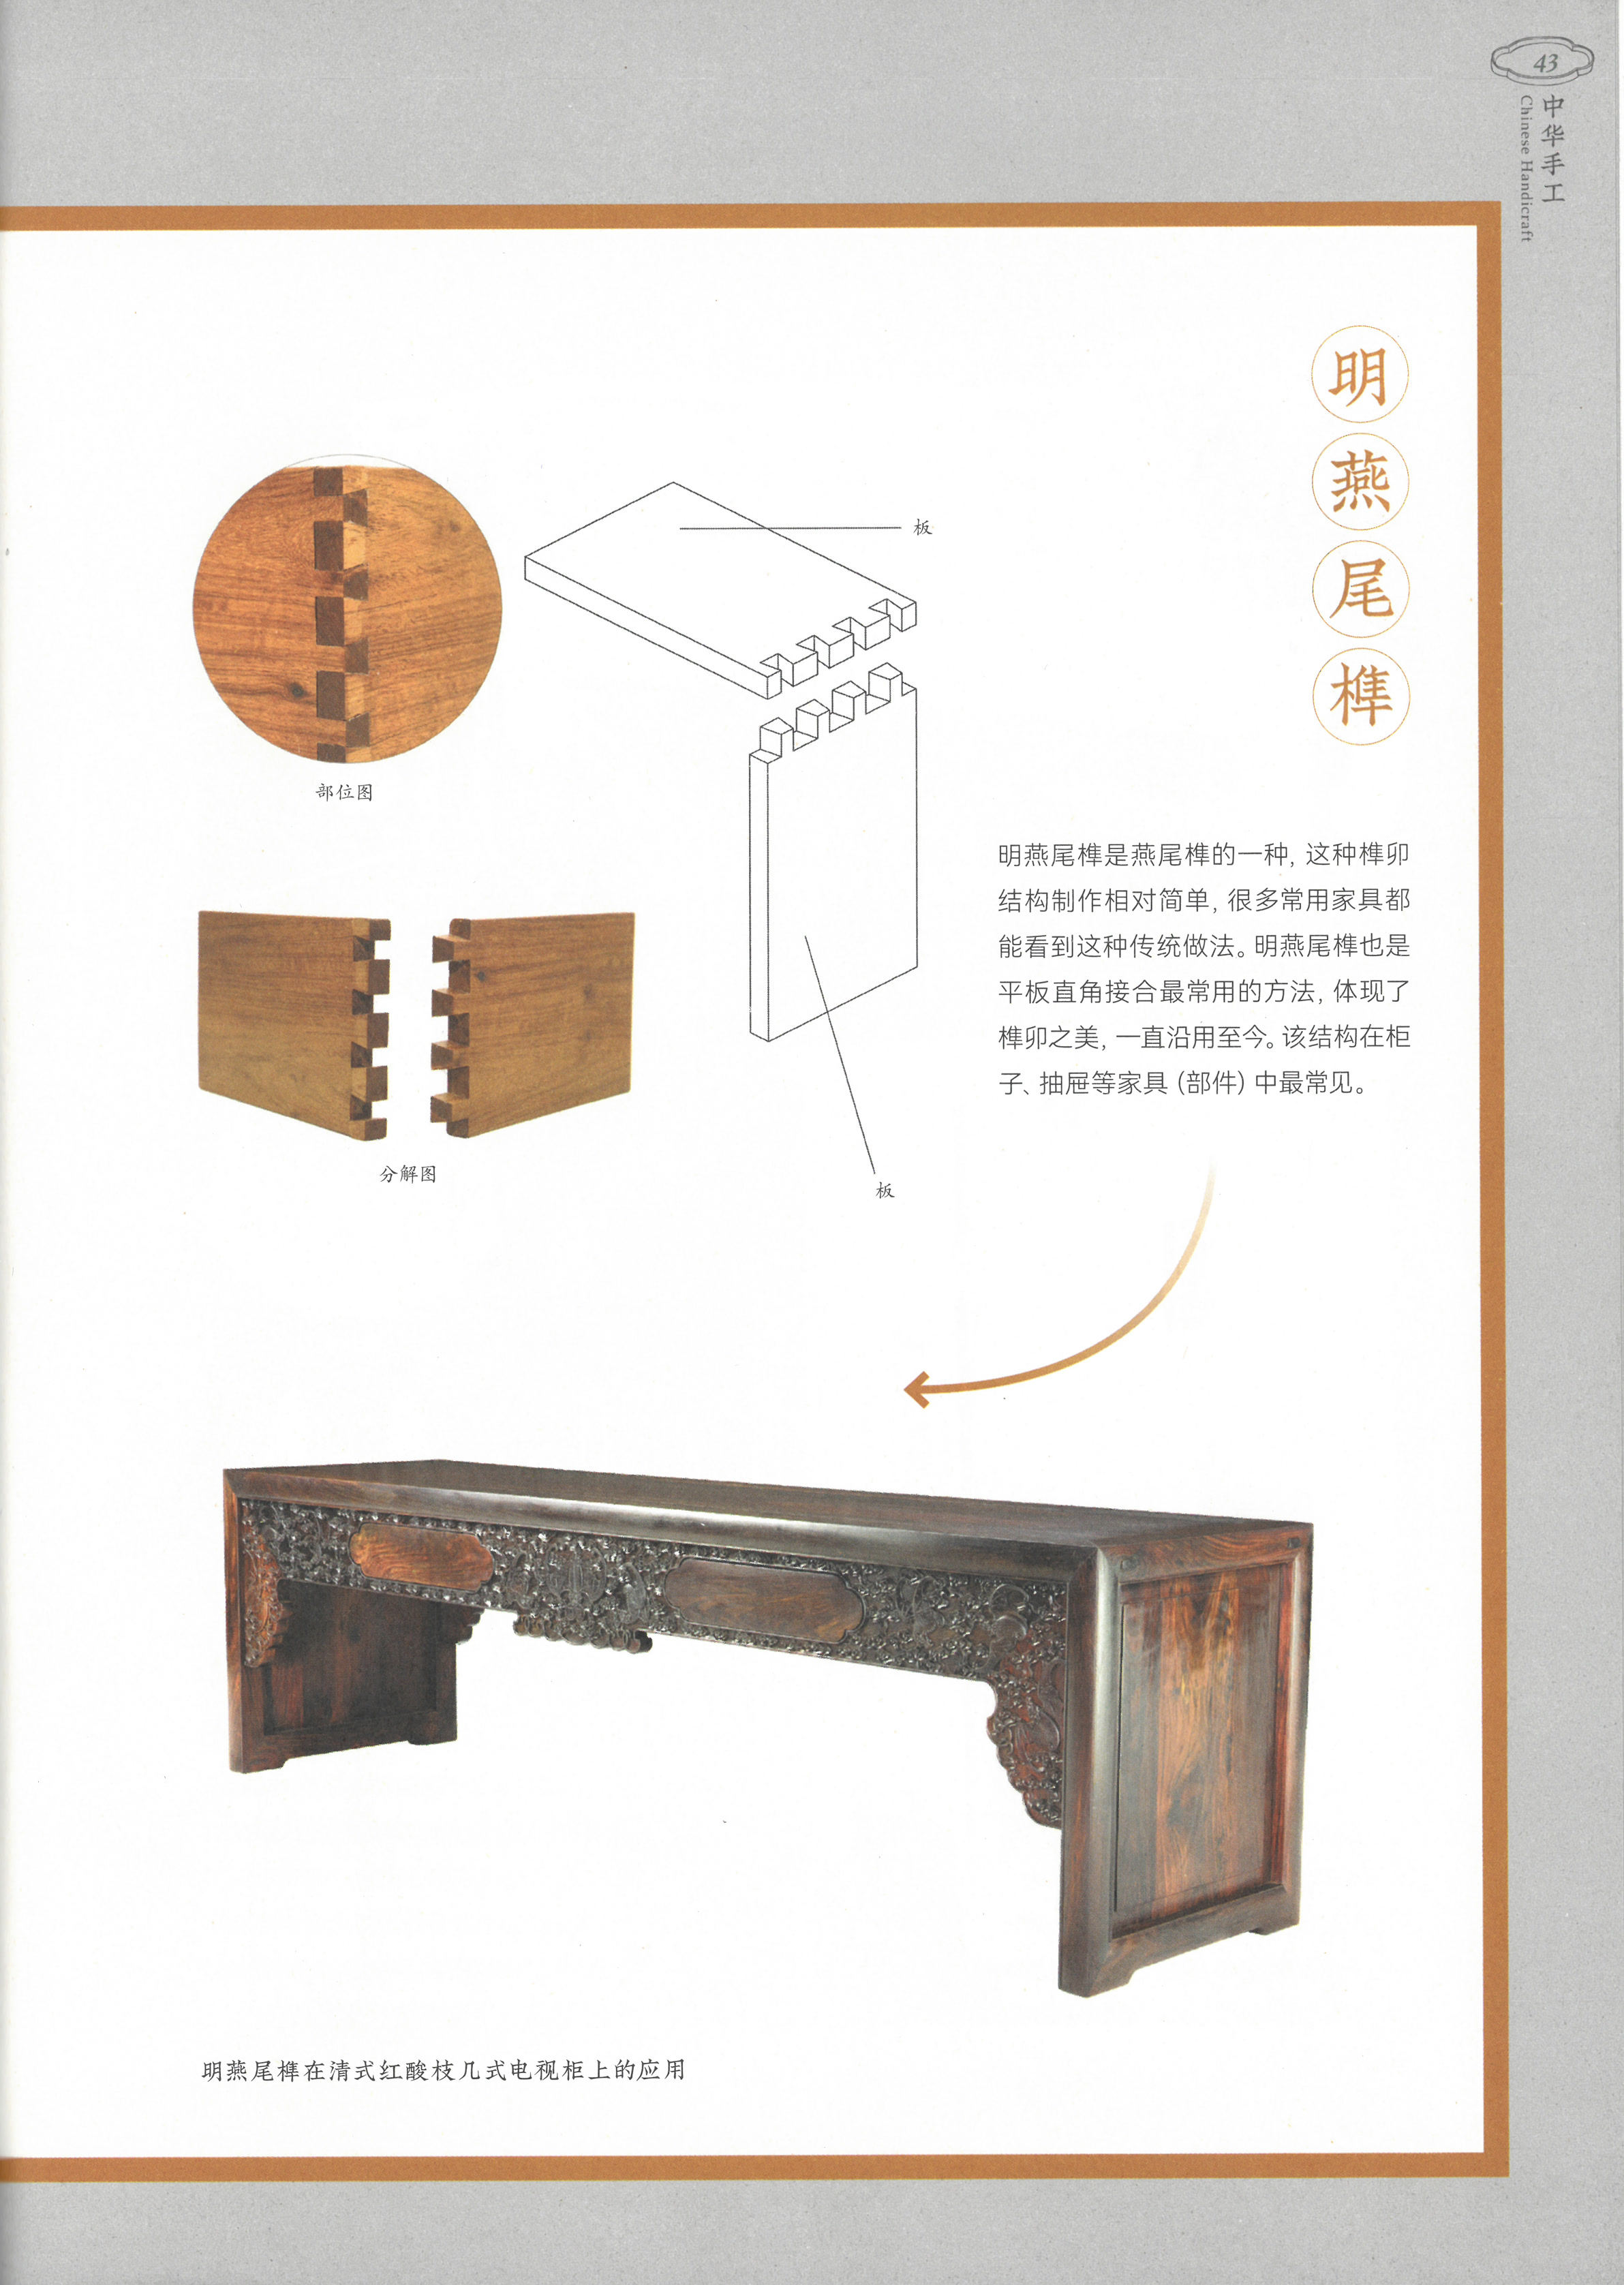 43
中华手工
Chinese Handicraft
明燕尾榫
板
部位图
明燕尾榫是燕尾榫的一种，这种榫卯
结构制作相对简单，很多常用家具都
能看到这种传统做法。明燕尾榫也是
平板直角接合最常用的方法，体现了
榫卯之美，一直沿用至今。该结构在柜
子、抽屉等家具（部件）中最常见。
分解图
板
明燕尾榫在清式红酸枝几式电视柜上的应用